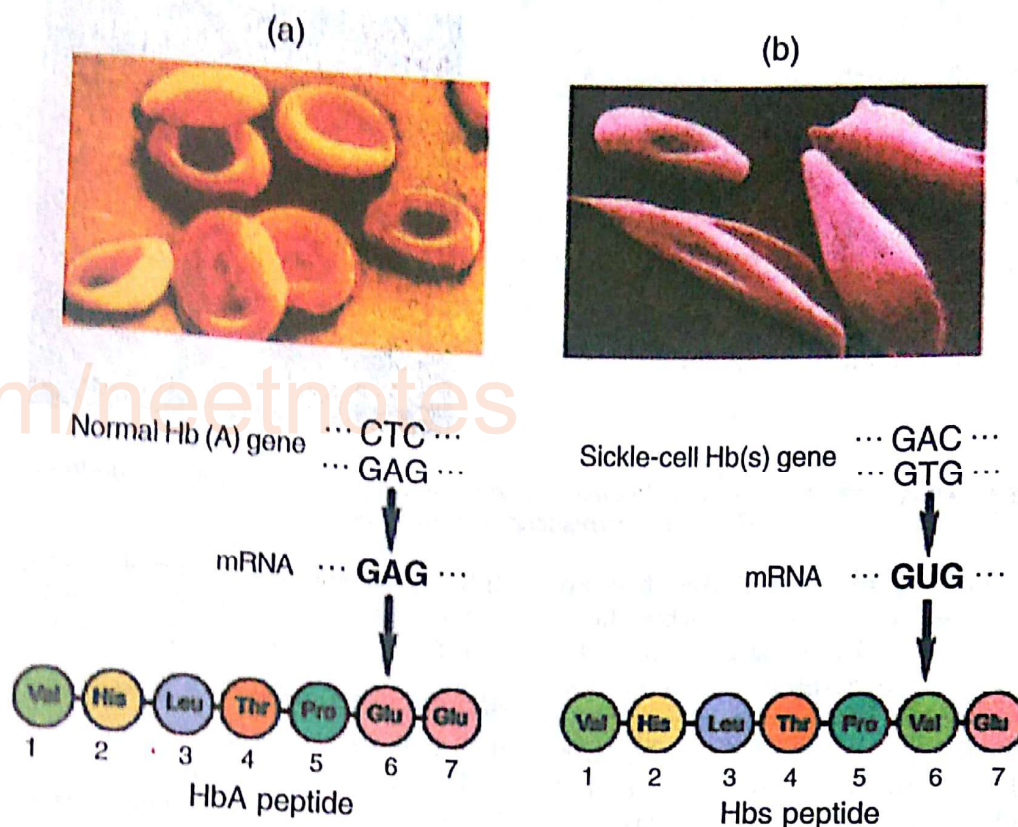 (a)
(b)
m/neetnotes
Normal Hb (A) gene
··· CTC ···
··· GAG ···
mRNA ··· GAG ···
Val His Leu Thr Pro Glu Glu
1 2 3 4 5 6 7
HbA peptide
Sickle-cell Hb(s) gene
··· GAC ···
··· GTG ···
mRNA ··· GUG ···
Val His Leu Thr Pro Val Glu
1 2 3 4 5 6 7
Hbs peptide